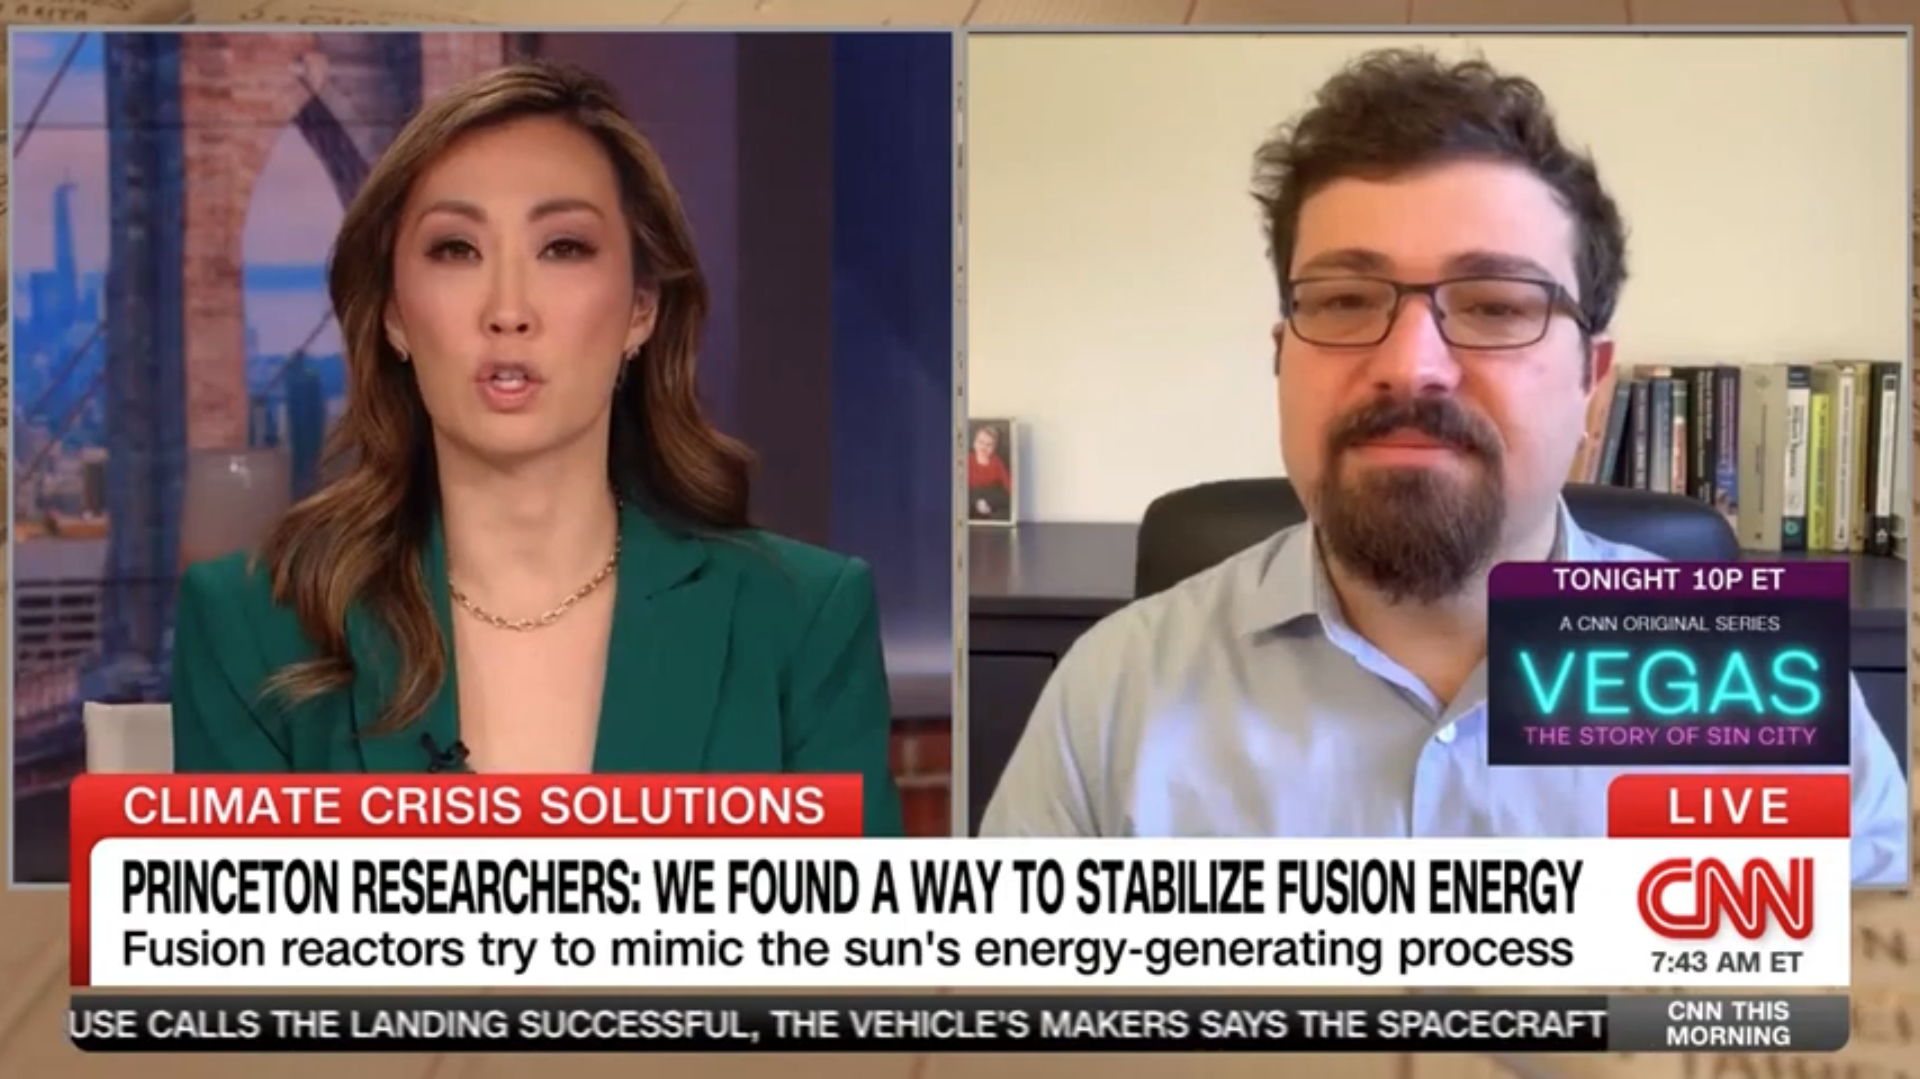 TONIGHT 10P ET
A CNN ORIGINAL SERIES
VEGAS
THE STORY OF SIN CITY
CLIMATE CRISIS SOLUTIONS
LIVE
PRINCETON RESEARCHERS: WE FOUND A WAY TO STABILIZE FUSION ENERGY
Fusion reactors try to mimic the sun's energy-generating process
CNN
7:43 AM ET
USE CALLS THE LANDING SUCCESSFUL, THE VEHICLE'S MAKERS SAYS THE SPACECRAFT
CNN THIS
MORNING